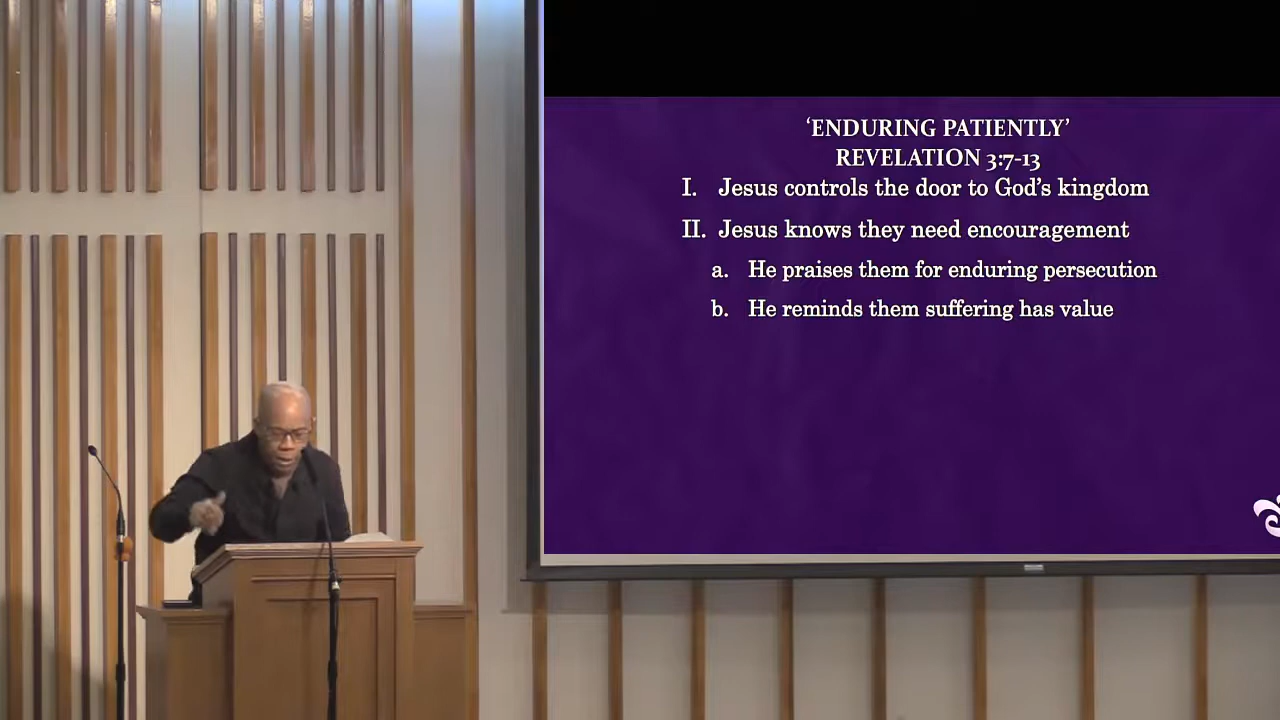 ‘ENDURING PATIENTLY’
REVELATION 3:7-13
I. Jesus controls the door to God’s kingdom
II. Jesus knows they need encouragement
a. He praises them for enduring persecution
b. He reminds them suffering has value